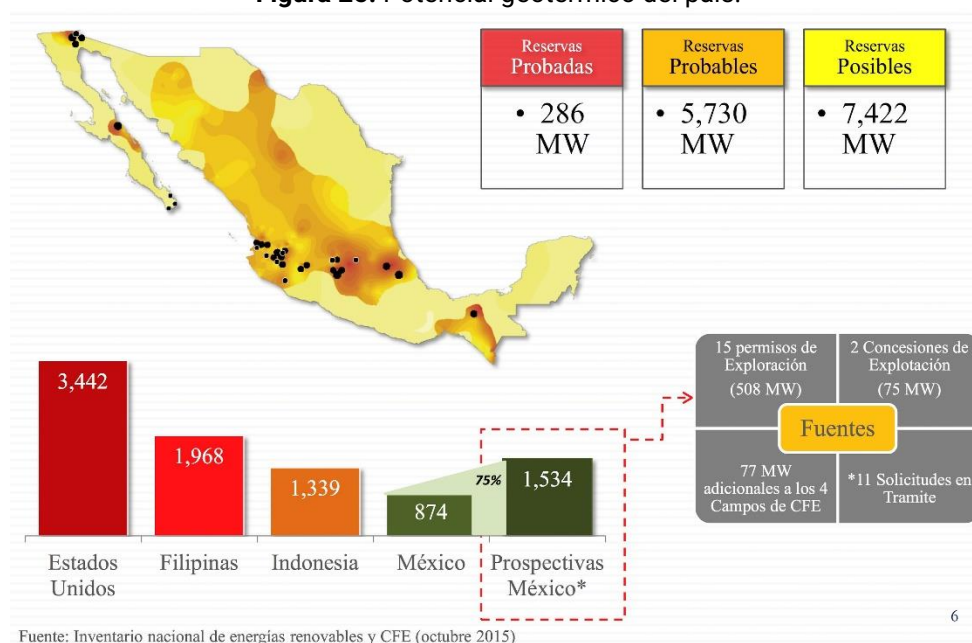 Potencial geotérmico del país.
Reservas
Probadas
• 286
MW
Reservas
Probables
• 5,730
MW
Reservas
Posibles
• 7,422
MW
3,442
1,968
1,339
874
75%
1,534
Estados
Unidos
Filipinas
Indonesia
México
Prospectivas
México*
15 permisos de
Exploración
(508 MW)
2 Concesiones de
Explotación
(75 MW)
Fuentes
77 MW
adicionales a los 4
Campos de CFE
*11 Solicitudes en
Tramite
6
Fuente: Inventario nacional de energías renovables y CFE (octubre 2015)